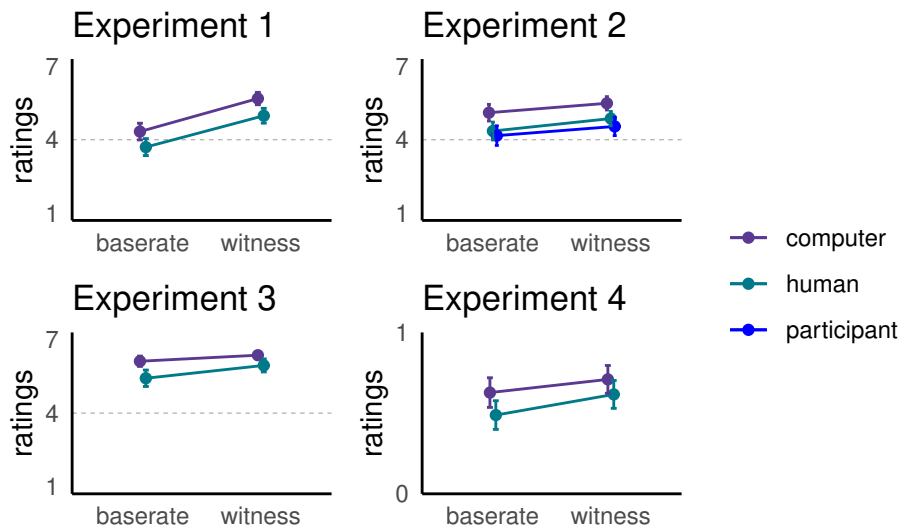 Experiment 1
7
4
1
ratings
baserate witness
Experiment 2
7
4
1
ratings
baserate witness
computer
human
participant
Experiment 3
7
4
1
ratings
baserate witness
Experiment 4
1
0
ratings
baserate witness